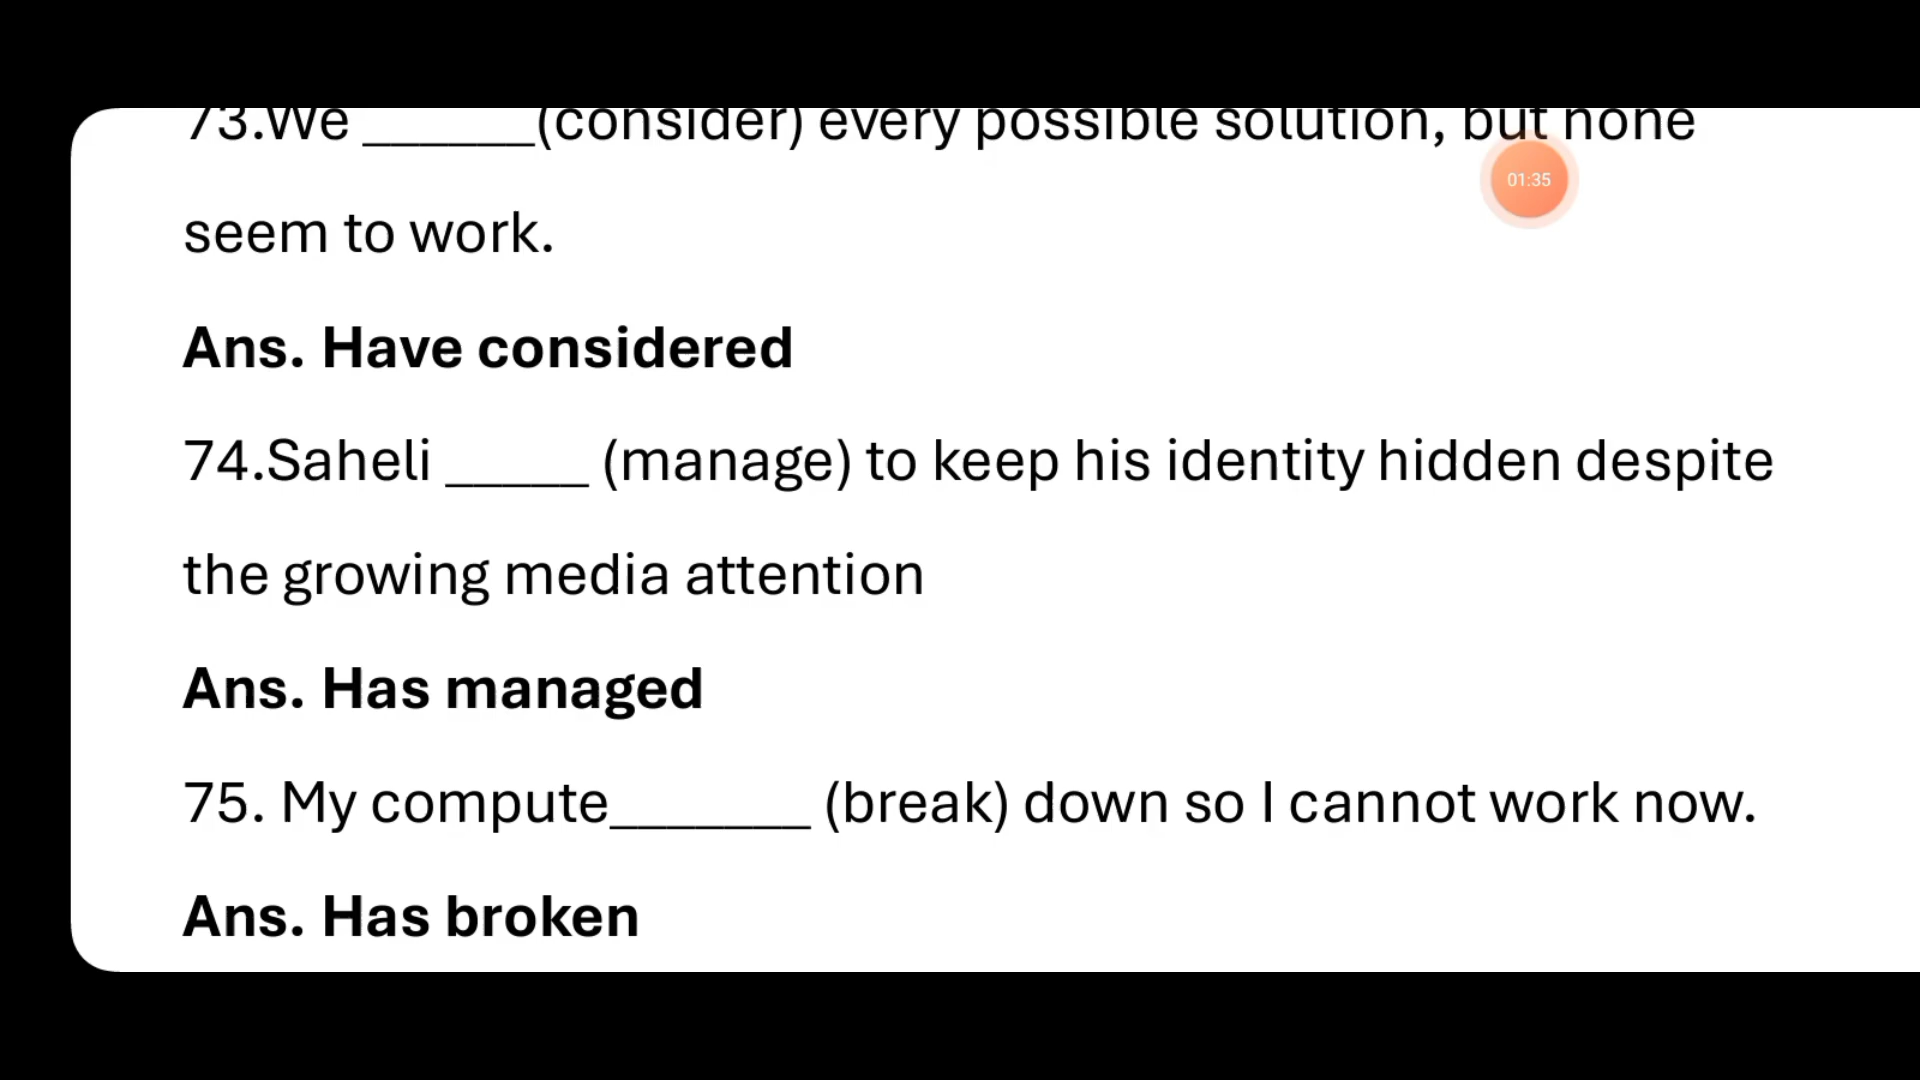 73.We ______(consider) every possible solution, but none
01:35
seem to work.
Ans. Have considered
74.Saheli _____ (manage) to keep his identity hidden despite
the growing media attention
Ans. Has managed
75. My compute_______ (break) down so I cannot work now.
Ans. Has broken